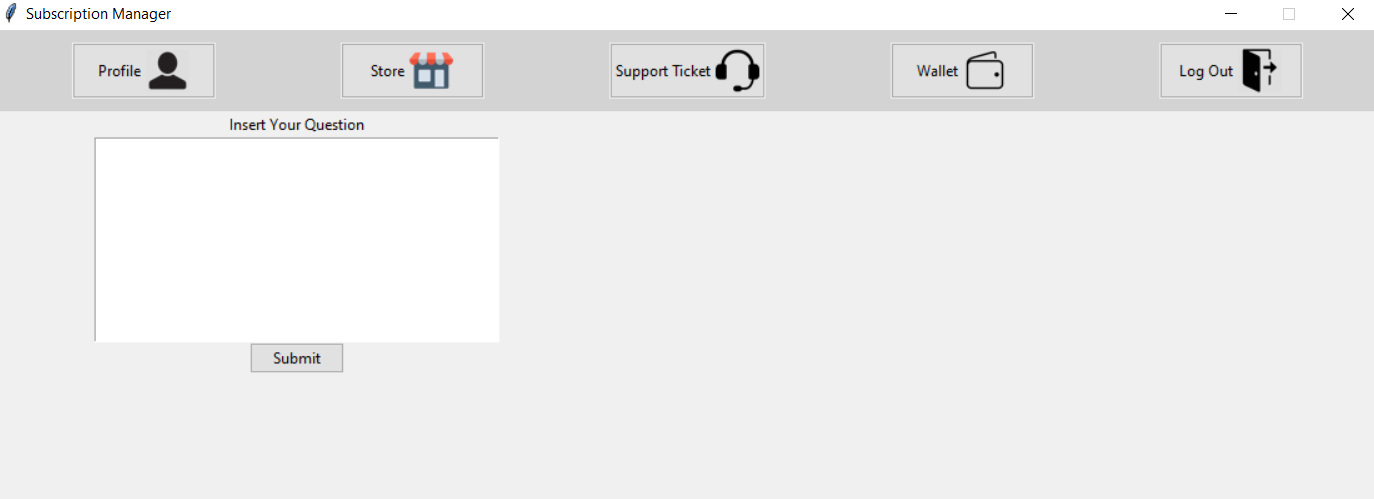 Subscription Manager
Profile Store Support Ticket Wallet Log Out
Insert Your Question
Submit